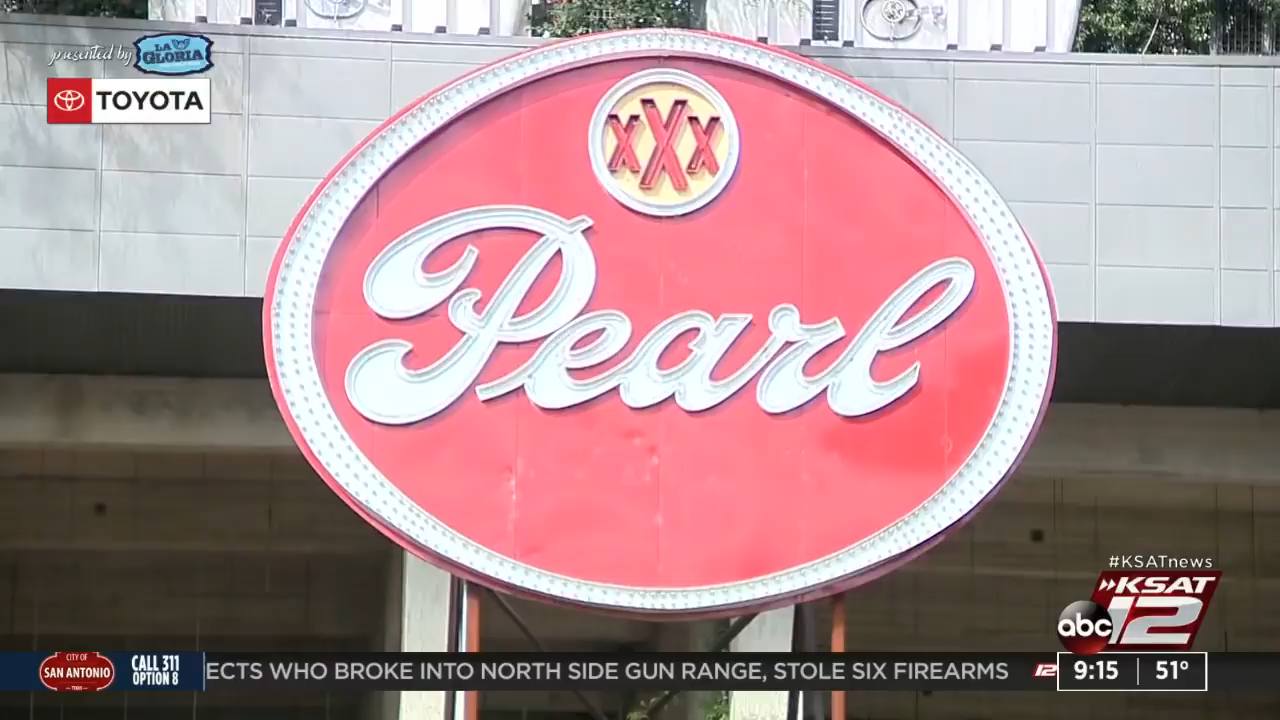 presented by
LA
GLORIA
TOYOTA
XXX
Pearl
#KSATnews
KSAT
abc 12
CITY OF
SAN ANTONIO
TEXAS
CALL 311
OPTION 8
ECTS WHO BROKE INTO NORTH SIDE GUN RANGE, STOLE SIX FIREARMS
12
9:15 51°